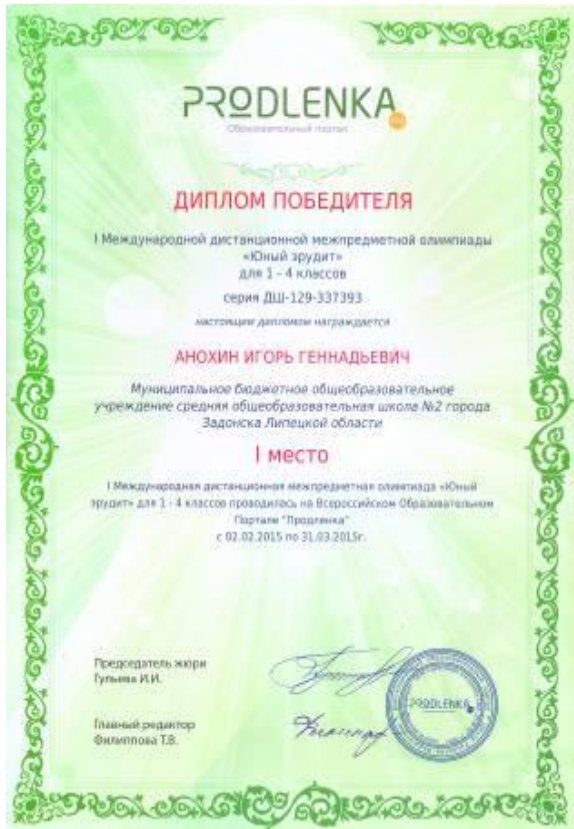 PRODLENKA
Образовательный портал
ДИПЛОМ ПОБЕДИТЕЛЯ
I Международной дистанционной межпредметной олимпиады
«Юный эрудит»
для 1 - 4 классов
серия ДШ-129-337393
настоящим дипломом награждается
АНОХИН ИГОРЬ ГЕННАДЬЕВИЧ
Муниципальное бюджетное общеобразовательное
учреждение средняя общеобразовательная школа №2 города
Задонска Липецкой области
I место
I Международная дистанционная межпредметная олимпиада «Юный
эрудит» для 1 - 4 классов проводилась на Всероссийском Образовательном
Портале "Продленка"
с 02.02.2015 по 31.03.2015г.
Председатель жюри
Гульева И.И.
Главный редактор
Филиппова Т.В.
PRODLENKA